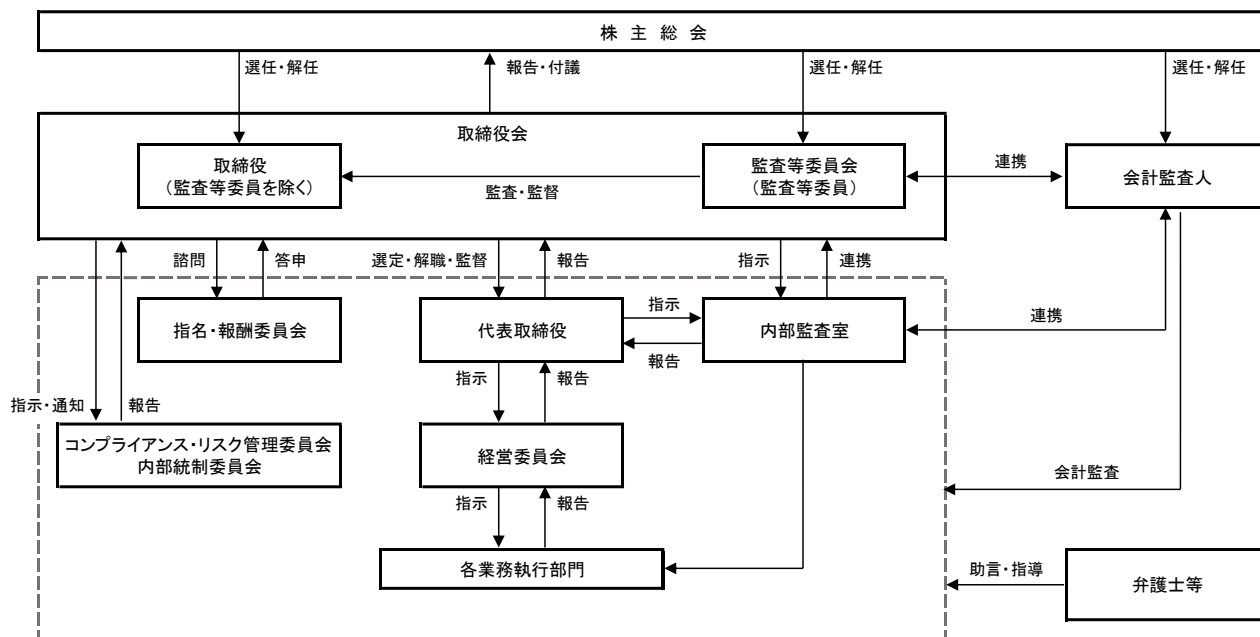 株 主 総 会
選任・解任
報告・付議
選任・解任
選任・解任
取締役会
取締役
（監査等委員を除く）
監査・監督
監査等委員会
（監査等委員）
連携
会計監査人
諮問
答申
選定・解職・監督
報告
指示
連携
指名・報酬委員会
代表取締役
指示
報告
内部監査室
連携
指示・通知
報告
指示
報告
コンプライアンス・リスク管理委員会
内部統制委員会
経営委員会
会計監査
指示
報告
各業務執行部門
助言・指導
弁護士等